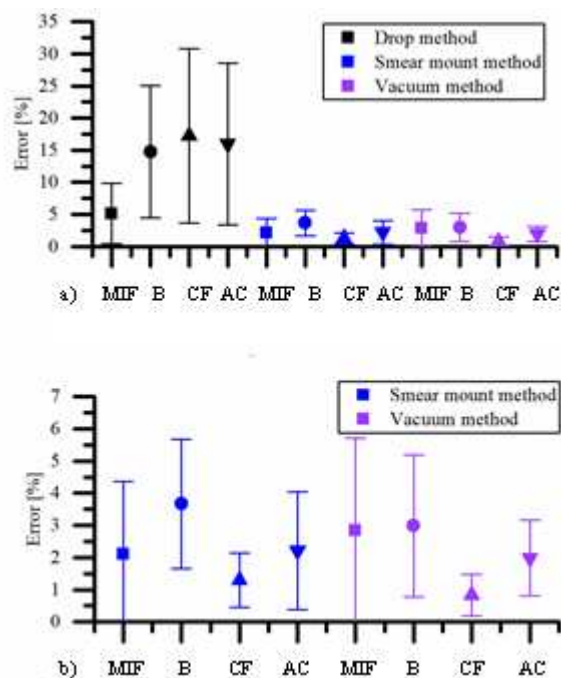 35
30
25
20
15
10
5
0
Error [%]
Drop method
Smear mount method
Vacuum method
a) MIF B CF AC MIF B CF AC MIF B CF AC
7
6
5
4
3
2
1
0
Error [%]
Smear mount method
Vacuum method
b) MIF B CF AC MIF B CF AC